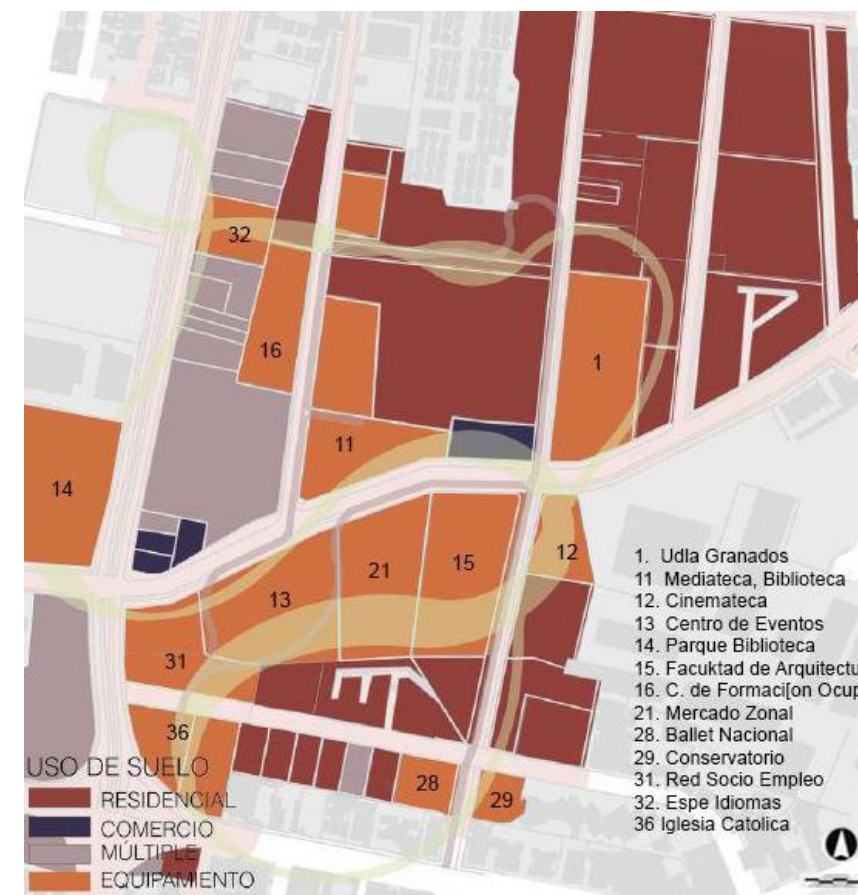 32
16
1
11
14
12
15
21
13
31
36
28
29
1. Udla Granados
11 Mediateca, Biblioteca
12. Cinemateca
13 Centro de Eventos
14. Parque Biblioteca
15. Facuktad de Arquitectu
16. C. de Formaci[on Ocup
21. Mercado Zonal
28. Ballet Nacional
29. Conservatorio
31. Red Socio Empleo
32. Espe Idiomas
36 Iglesia Catolica
USO DE SUELO
RESIDENCIAL
COMERCIO
MÚLTIPLE
EQUIPAMIENTO